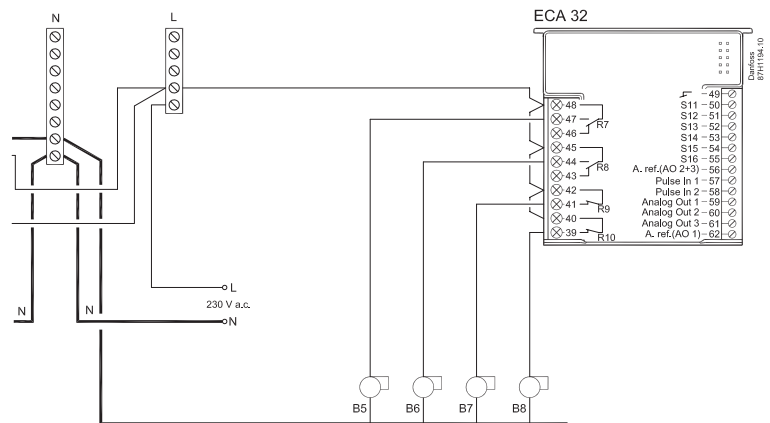 ECA 32
N
L
Danfoss
87H1194.10
48
47
46
R7
45
44
43
R8
42
41
R9
40
39
R10
49
S11 - 50
S12 - 51
S13 - 52
S14 - 53
S15 - 54
S16 - 55
A. ref.(AO 2+3) - 56
Pulse In 1 - 57
Pulse In 2 - 58
Analog Out 1 - 59
Analog Out 2 - 60
Analog Out 3 - 61
A. ref.(AO 1) - 62
L
230 V a.c.
N
N
N
B5
B6
B7
B8